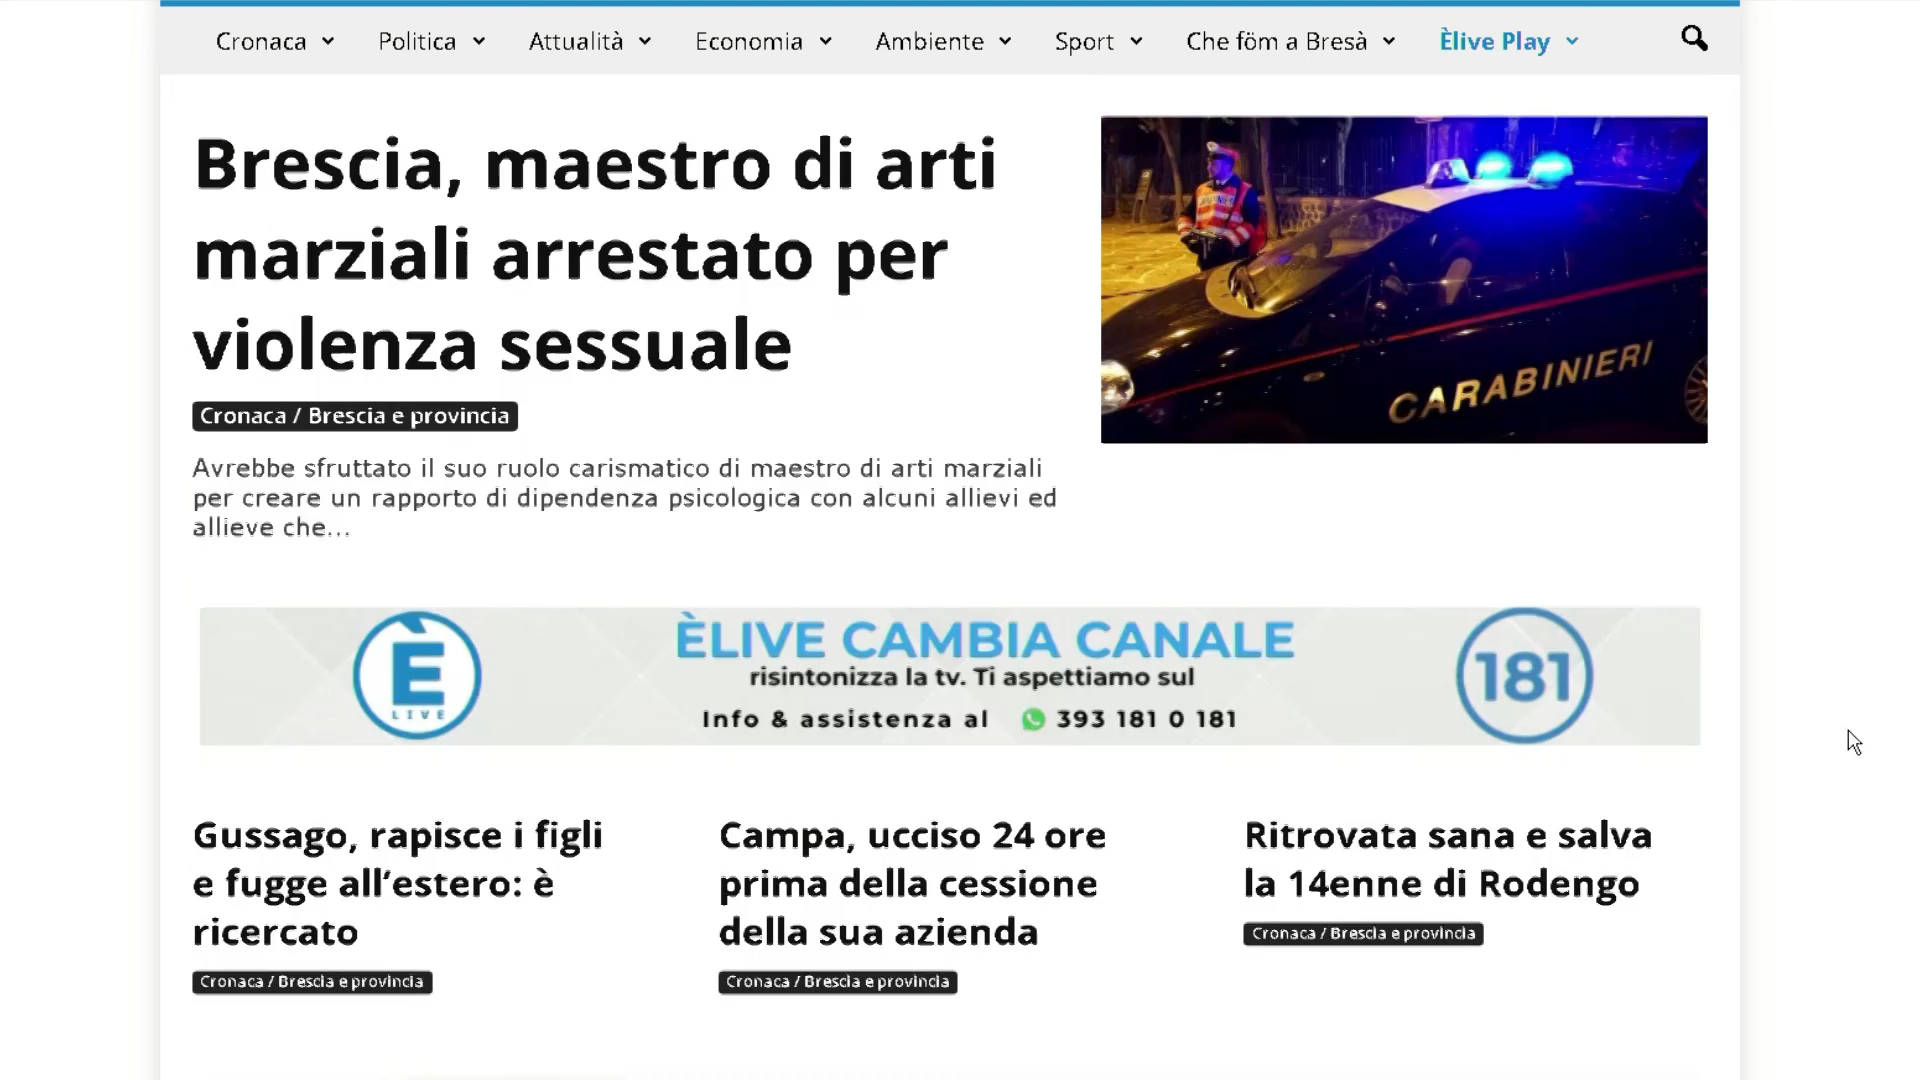 Cronaca Politica Attualità Economia Ambiente Sport Che föm a Bresà Èlive Play
Brescia, maestro di arti
marziali arrestato per
violenza sessuale
Cronaca / Brescia e provincia
Avrebbe sfruttato il suo ruolo carismatico di maestro di arti marziali
per creare un rapporto di dipendenza psicologica con alcuni allievi ed
allieve che...
CARABINIERI
È
LIVE
ÈLIVE CAMBIA CANALE
risintonizza la tv. Ti aspettiamo sul
Info & assistenza al 393 181 0 181
181
Gussago, rapisce i figli
e fugge all’estero: è
ricercato
Cronaca / Brescia e provincia
Campa, ucciso 24 ore
prima della cessione
della sua azienda
Cronaca / Brescia e provincia
Ritrovata sana e salva
la 14enne di Rodengo
Cronaca / Brescia e provincia